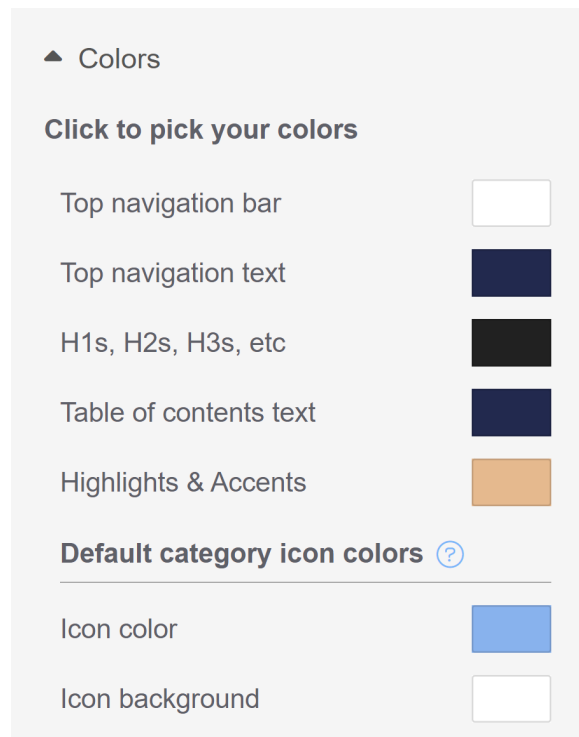 Colors
Click to pick your colors
Top navigation bar
Top navigation text
H1s, H2s, H3s, etc
Table of contents text
Highlights & Accents
Default category icon colors ?
Icon color
Icon background